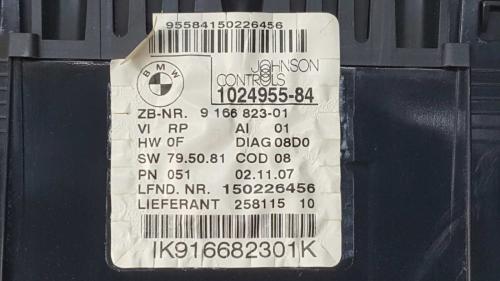 95584150226456
BMW
JOHNSON
CONTROLS
1024955-84
ZB-NR. 9 166 823-01
VI RP AI 01
HW 0F DIAG 08D0
SW 79.50.81 COD 08
PN 051 02.11.07
LFND. NR. 150226456
LIEFERANT 258115 10
IK916682301K